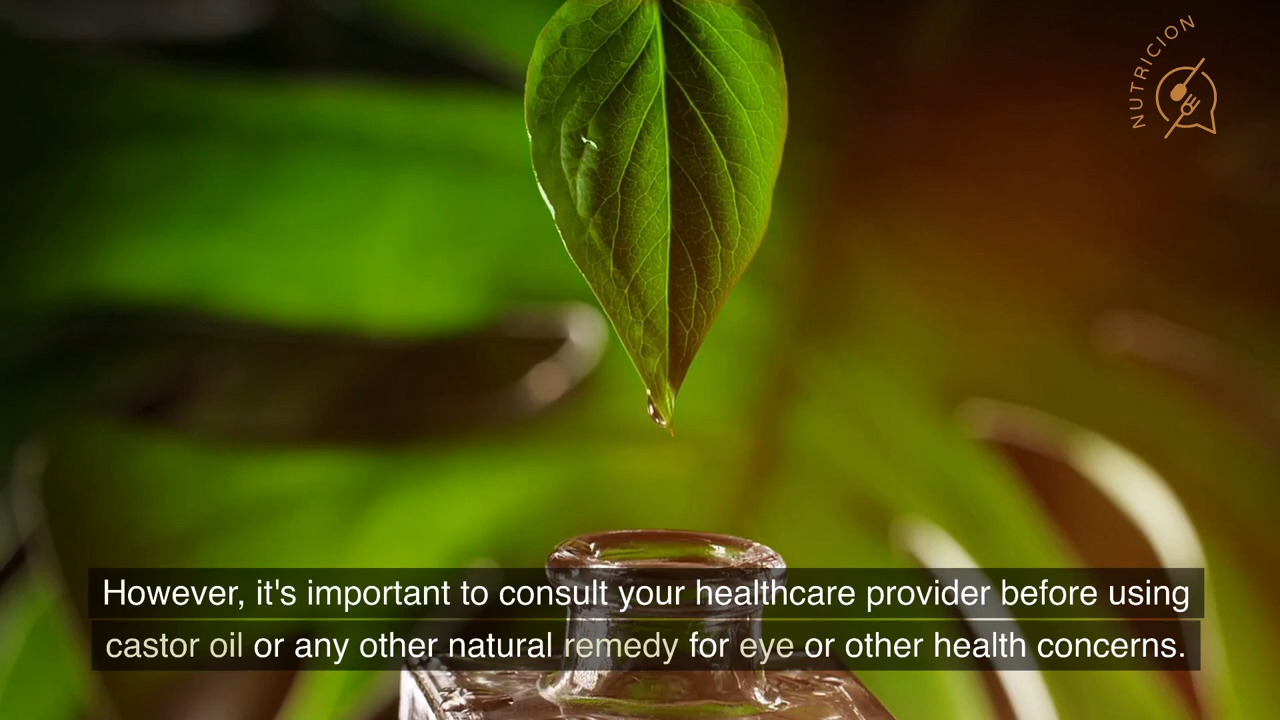 NUTRICION
However, it's important to consult your healthcare provider before using
castor oil or any other natural remedy for eye or other health concerns.